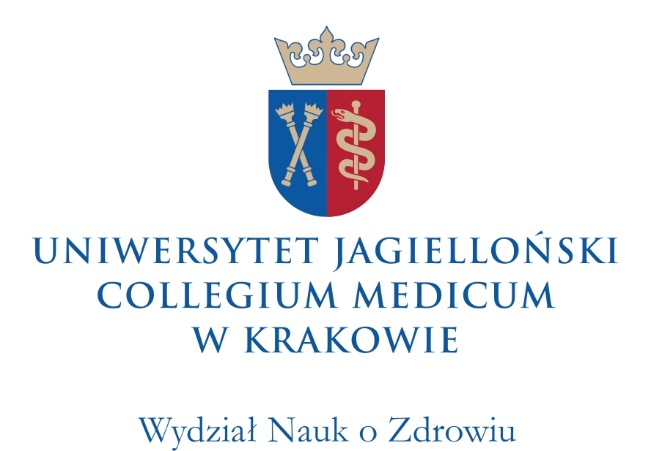 UNIWERSYTET JAGIELLOŃSKI
COLLEGIUM MEDICUM
W KRAKOWIE
Wydział Nauk o Zdrowiu